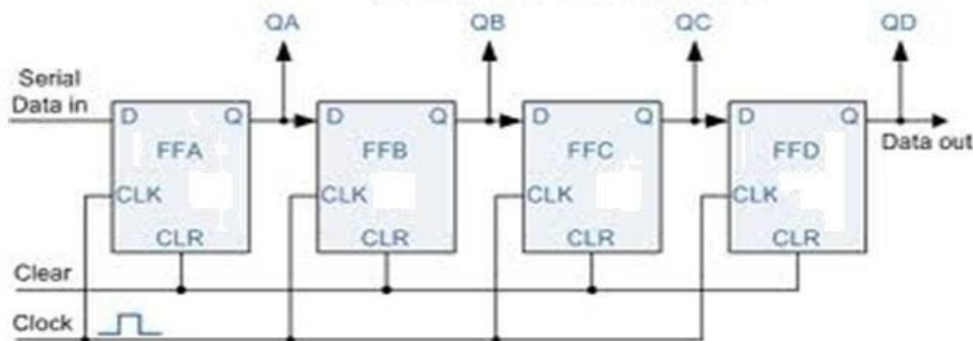 QA QB QC QD
Serial
Data in
D Q D Q D Q D Q
Data out
FFA FFB FFC FFD
CLK CLK CLK CLK
CLR CLR CLR CLR
Clear
Clock